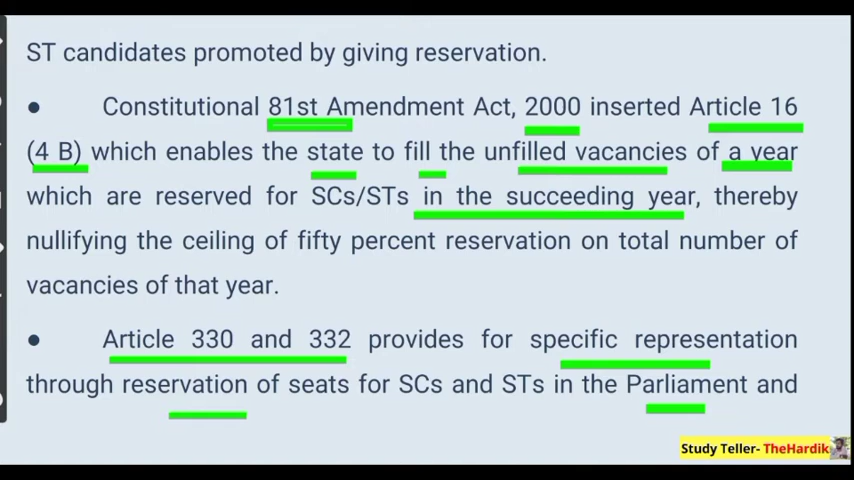 ST candidates promoted by giving reservation.
● Constitutional 81st Amendment Act, 2000 inserted Article 16
(4 B) which enables the state to fill the unfilled vacancies of a year
which are reserved for SCs/STs in the succeeding year, thereby
nullifying the ceiling of fifty percent reservation on total number of
vacancies of that year.
● Article 330 and 332 provides for specific representation
through reservation of seats for SCs and STs in the Parliament and
Study Teller- TheHardik